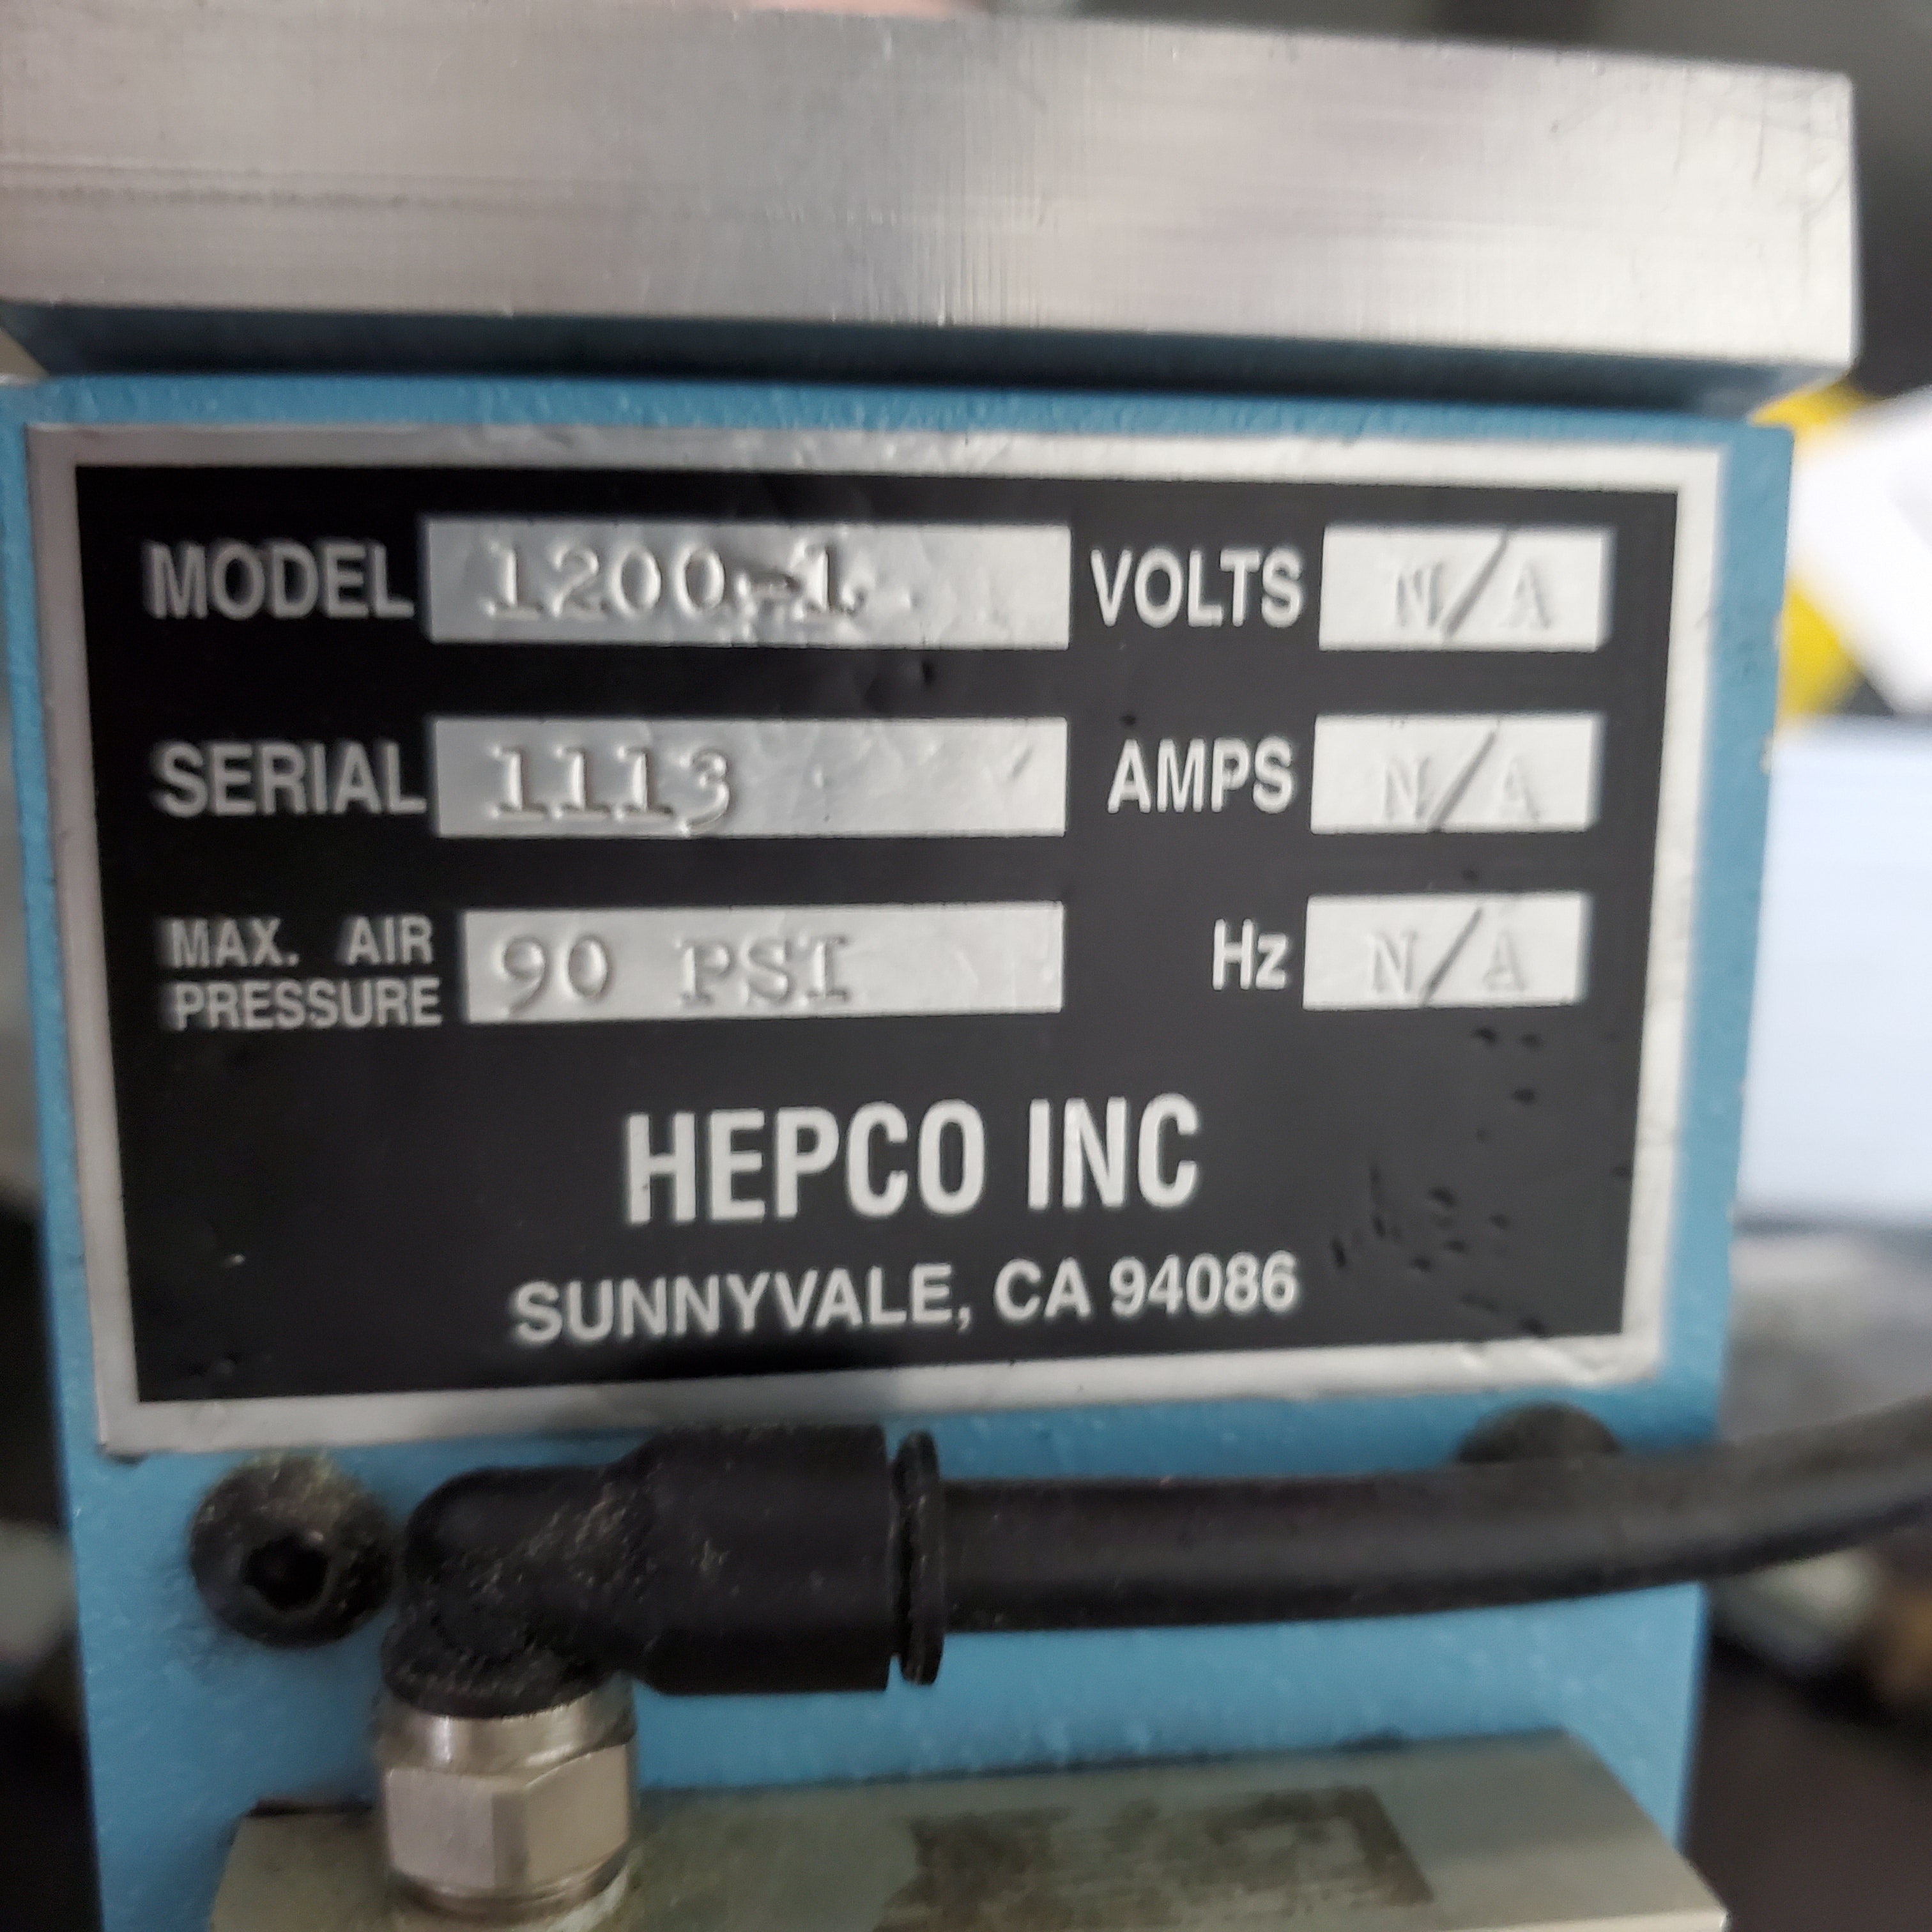 MODEL 1200-1 VOLTS N/A
SERIAL 1113 AMPS N/A
MAX. AIR PRESSURE 90 PSI Hz N/A
HEPCO INC
SUNNYVALE, CA 94086